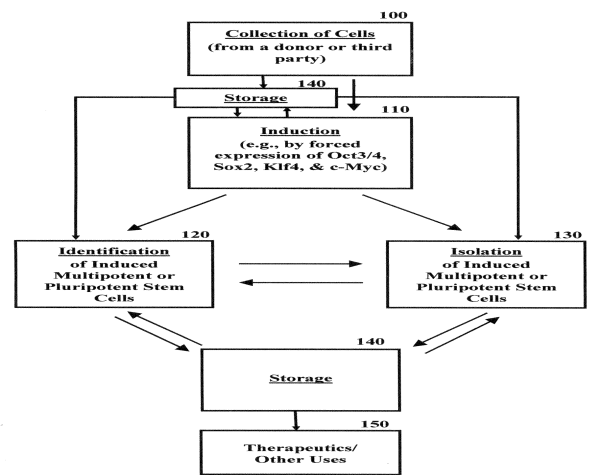 100
Collection of Cells
(from a donor or third
party)
140
Storage
110
Induction
(e.g., by forced
expression of Oct3/4,
Sox2, Klf4, & c-Myc)
120
Identification
of Induced
Multipotent or
Pluripotent Stem
Cells
130
Isolation
of Induced
Multipotent or
Pluripotent Stem
Cells
140
Storage
150
Therapeutics/
Other Uses